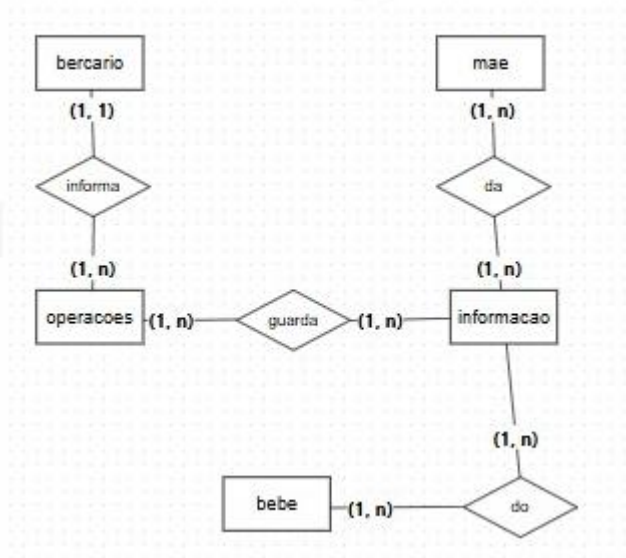 bercario
mae
(1, 1)
(1, n)
informa
da
(1, n)
(1, n)
operacoes
(1, n)
guarda
(1, n)
informacao
(1, n)
bebe
(1, n)
do